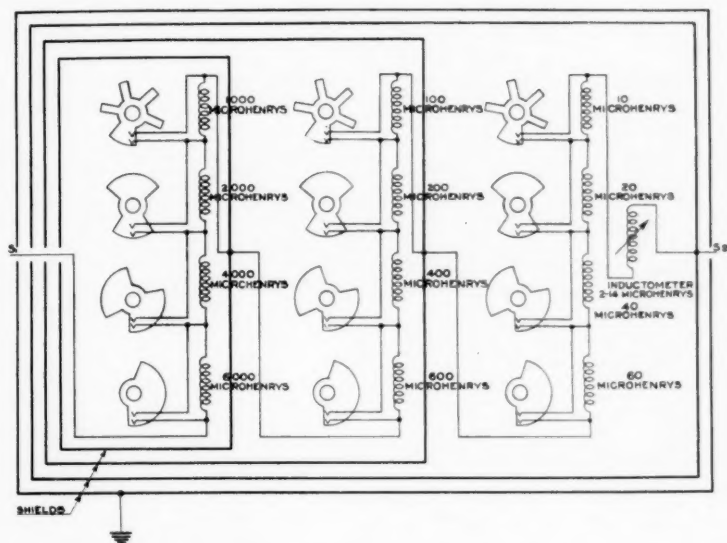 1000
MICROHENRYS
100
MICROHENRYS
10
MICROHENRYS
2000
MICROHENRYS
200
MICROHENRYS
20
MICROHENRYS
4000
MICROHENRYS
400
MICROHENRYS
INDUCTOMETER
2-14 MICROHENRYS
40
MICROHENRYS
6000
MICROHENRYS
600
MICROHENRYS
60
MICROHENRYS
SHIELDS